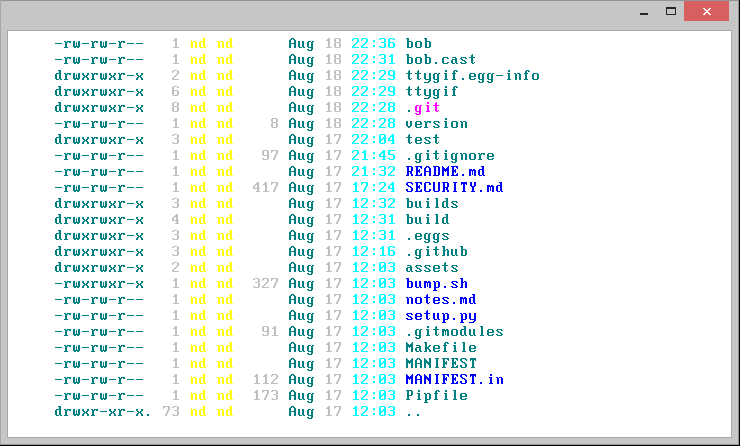 -rw-rw-r-- 1 nd nd Aug 18 22:36 bob
-rw-rw-r-- 1 nd nd Aug 18 22:31 bob.cast
drwxrwxr-x 2 nd nd Aug 18 22:29 ttygif.egg-info
drwxrwxr-x 6 nd nd Aug 18 22:29 ttygif
drwxrwxr-x 8 nd nd Aug 18 22:28 .git
-rw-rw-r-- 1 nd nd 8 Aug 18 22:28 version
drwxrwxr-x 3 nd nd Aug 17 22:04 test
-rw-rw-r-- 1 nd nd 97 Aug 17 21:45 .gitignore
-rw-rw-r-- 1 nd nd Aug 17 21:32 README.md
-rw-rw-r-- 1 nd nd 417 Aug 17 17:24 SECURITY.md
drwxrwxr-x 3 nd nd Aug 17 12:32 builds
drwxrwxr-x 4 nd nd Aug 17 12:31 build
drwxrwxr-x 3 nd nd Aug 17 12:31 .eggs
drwxrwxr-x 3 nd nd Aug 17 12:16 .github
drwxrwxr-x 2 nd nd Aug 17 12:03 assets
-rwxrwxr-x 1 nd nd 327 Aug 17 12:03 bump.sh
-rw-rw-r-- 1 nd nd Aug 17 12:03 notes.md
-rw-rw-r-- 1 nd nd Aug 17 12:03 setup.py
-rw-rw-r-- 1 nd nd 91 Aug 17 12:03 .gitmodules
-rw-rw-r-- 1 nd nd Aug 17 12:03 Makefile
-rw-rw-r-- 1 nd nd Aug 17 12:03 MANIFEST
-rw-rw-r-- 1 nd nd 112 Aug 17 12:03 MANIFEST.in
-rw-rw-r-- 1 nd nd 173 Aug 17 12:03 Pipfile
drwxr-xr-x. 73 nd nd Aug 17 12:03 ..